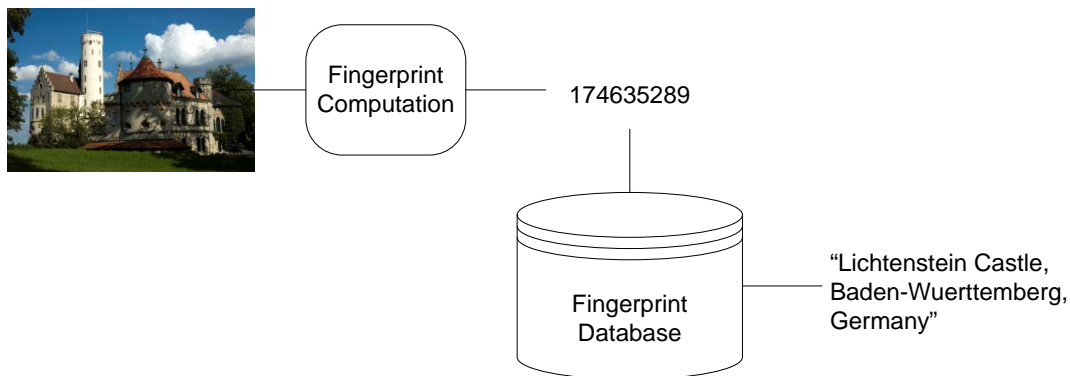 Fingerprint
Computation
174635289
Fingerprint
Database
“Lichtenstein Castle,
Baden-Wuerttemberg,
Germany”